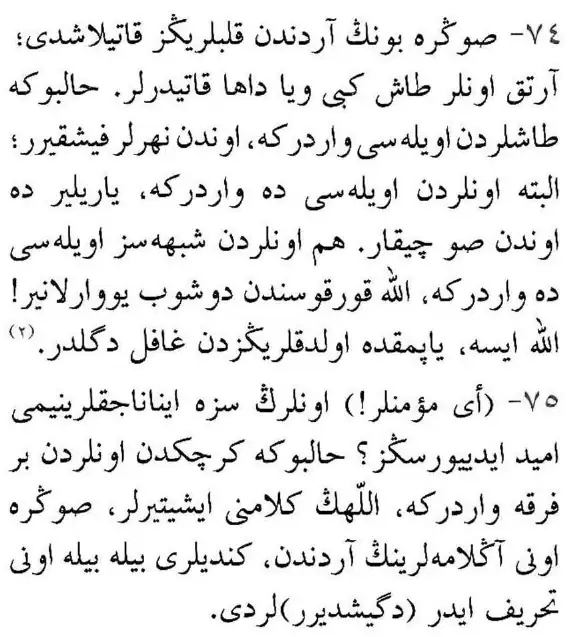 ٧٤- صوڭره بونڭ آردندن قلبلريڭز قاتيلاشدى؛
آرتق اونلر طاش كبى ويا داها قاتيدرلر. حالبوكه
طاشلردن اويله‌سى واردركه، اوندن نهرلر فيشقيرر؛
البته اونلردن اويله‌سى ده واردركه، ياريلير ده
اوندن صو چيقار. هم اونلردن شبهه‌سز اويله‌سى
ده واردركه، الله قورقوسندن دوشوب يووارلانير!
الله ايسه، ياپمقده اولدقلريڭزدن غافل دگلدر.(٢)
٧٥- (أى مؤمنلر!) اونلرڭ سزه اينانا‌جقلرينيمى
اميد ايدييورسڭز؟ حالبوكه كرچكدن اونلردن بر
فرقه واردركه، اللّهڭ كلامنى ايشيتيرلر، صوڭره
اونى آڭلامه‌لرينڭ آردندن، كنديلرى بيله بيله اونى
تحريف ايدر (دگيشديرر)لردى.